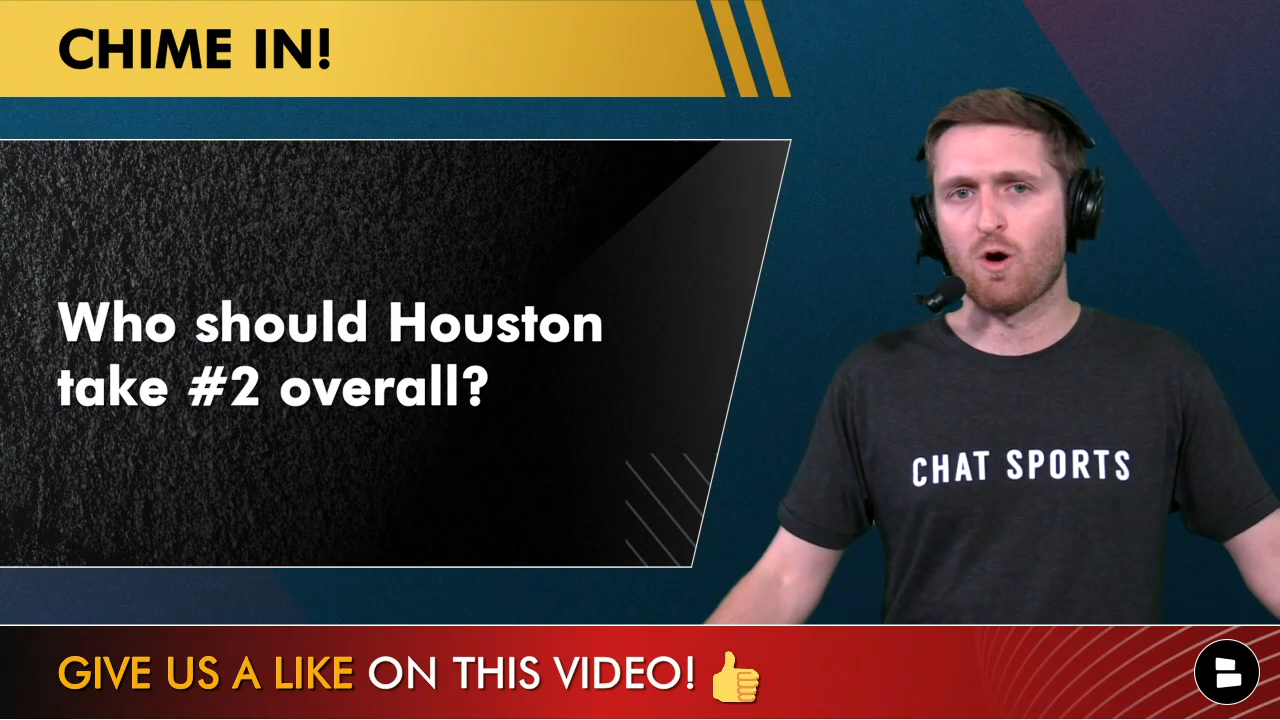 CHIME IN!
Who should Houston
take #2 overall?
CHAT SPORTS
GIVE US A LIKE ON THIS VIDEO!